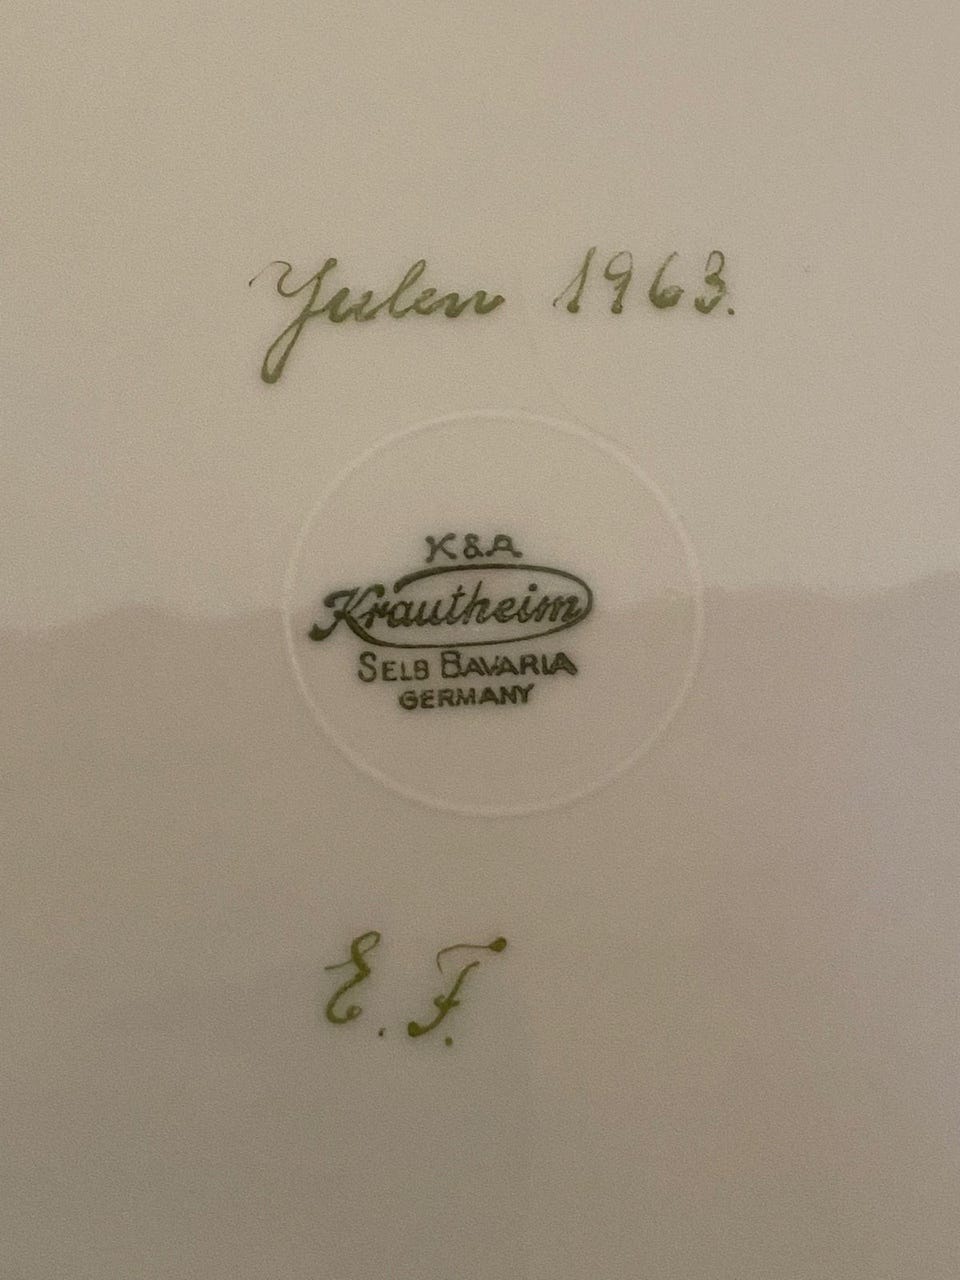 Julen 1963.
K & A
Krautheim
SELB BAVARIA
GERMANY
E. F.